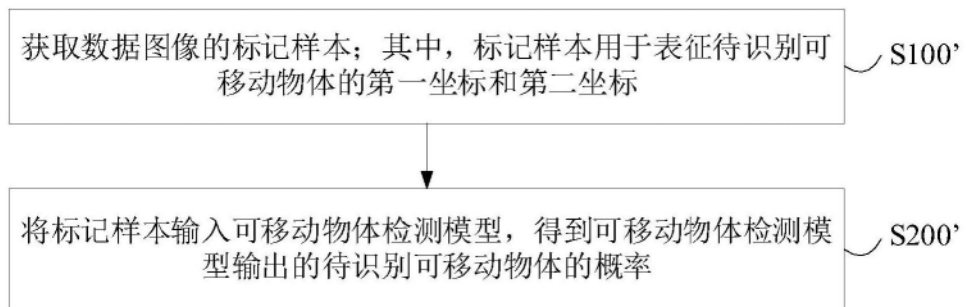 获取数据图像的标记样本；其中，标记样本用于表征待识别可
移动物体的第一坐标和第二坐标
S100’
将标记样本输入可移动物体检测模型，得到可移动物体检测模
型输出的待识别可移动物体的概率
S200’